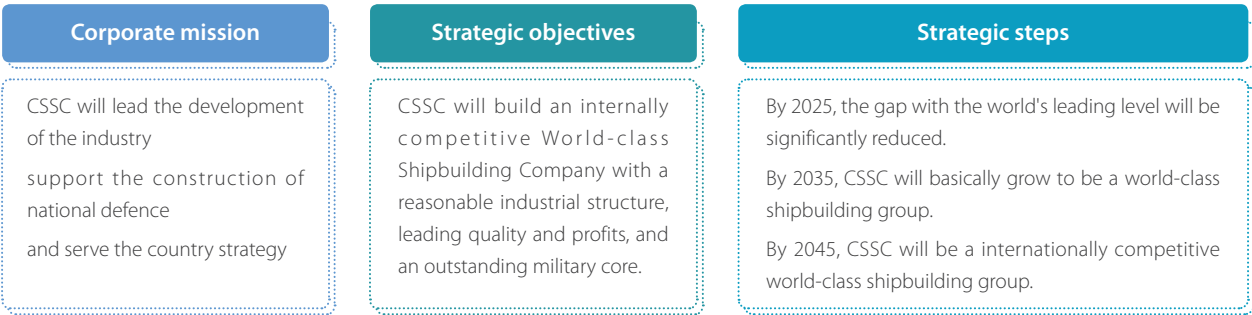 Corporate mission
CSSC will lead the development
of the industry
support the construction of
national defence
and serve the country strategy
Strategic objectives
CSSC will build an internally
competitive World-class
Shipbuilding Company with a
reasonable industrial structure,
leading quality and profits, and
an outstanding military core.
Strategic steps
By 2025, the gap with the world's leading level will be
significantly reduced.
By 2035, CSSC will basically grow to be a world-class
shipbuilding group.
By 2045, CSSC will be a internationally competitive
world-class shipbuilding group.